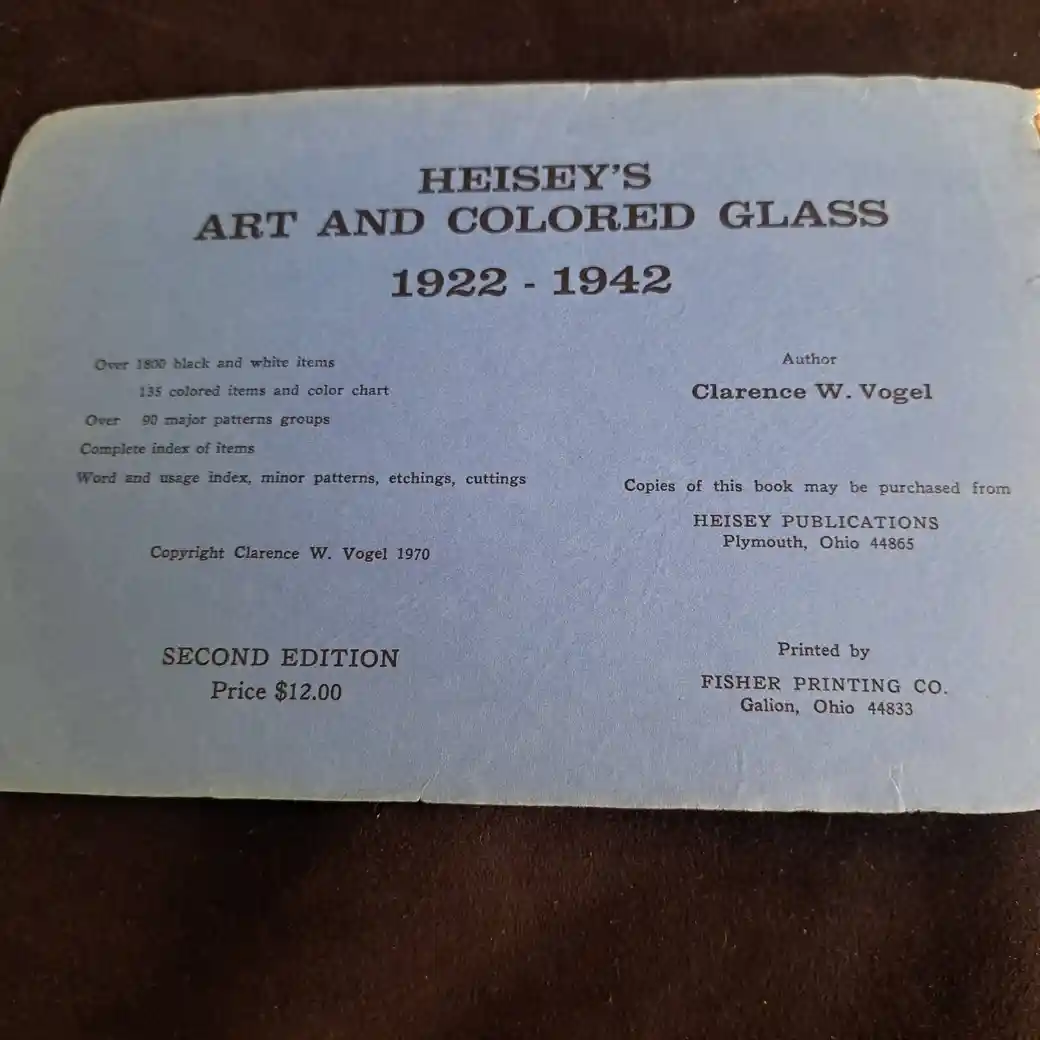 HEISEY'S
ART AND COLORED GLASS
1922 - 1942
Over 1800 black and white items
135 colored items and color chart
Over 90 major patterns groups
Complete index of items
Word and usage index, minor patterns, etchings, cuttings
Copyright Clarence W. Vogel 1970
SECOND EDITION
Price $12.00
Author
Clarence W. Vogel
Copies of this book may be purchased from
HEISEY PUBLICATIONS
Plymouth, Ohio 44865
Printed by
FISHER PRINTING CO.
Galion, Ohio 44833